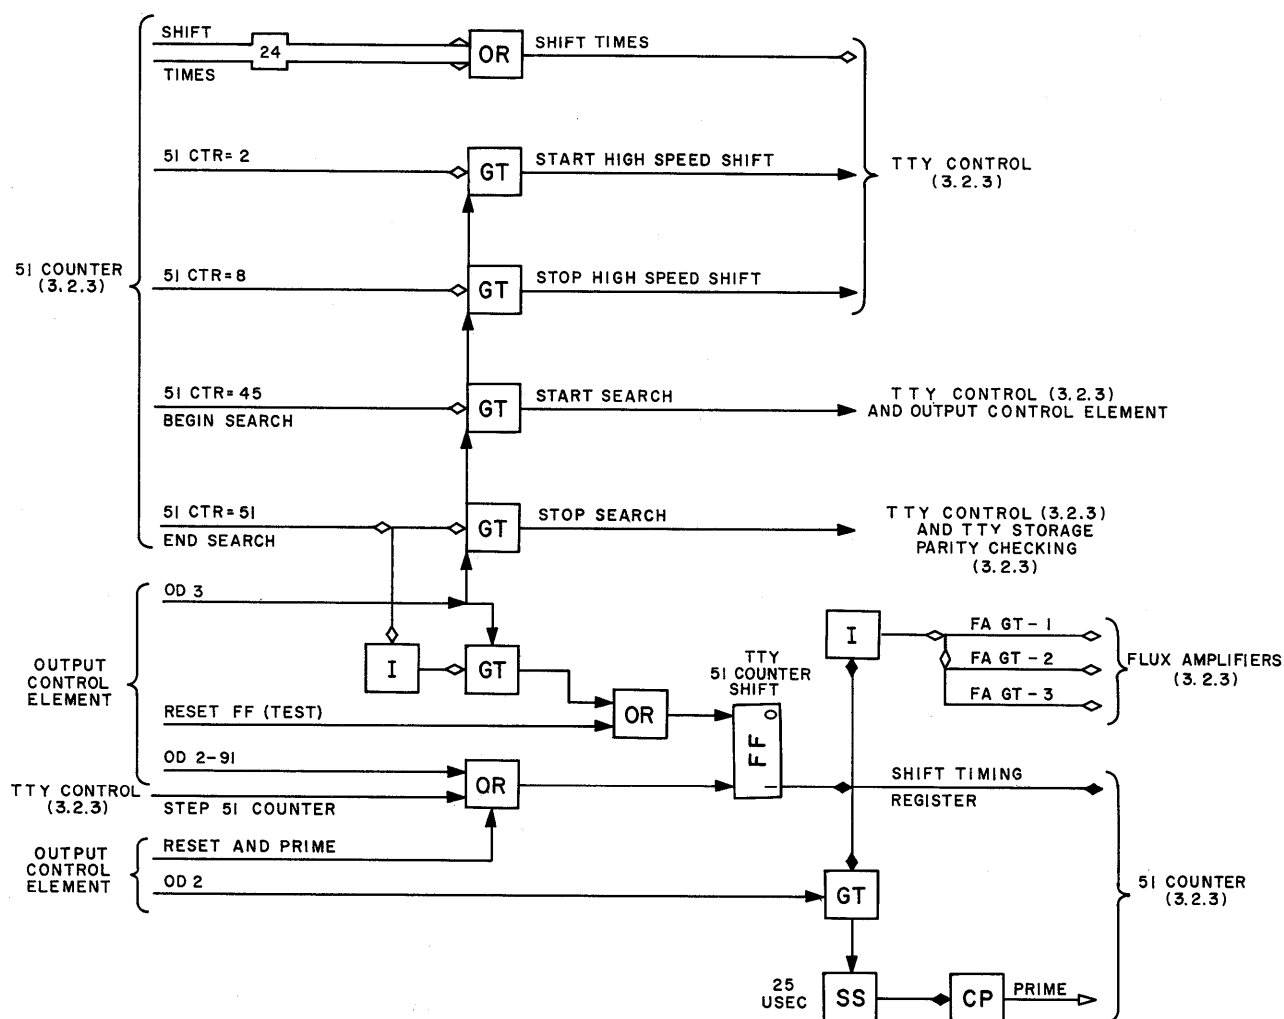 SHIFT
24
TIMES
OR
SHIFT TIMES
51 CTR=2
GT
START HIGH SPEED SHIFT
TTY CONTROL
(3.2.3)
51 COUNTER
(3.2.3)
51 CTR=8
GT
STOP HIGH SPEED SHIFT
51 CTR=45
BEGIN SEARCH
GT
START SEARCH
TTY CONTROL (3.2.3)
AND OUTPUT CONTROL ELEMENT
51 CTR=51
END SEARCH
GT
STOP SEARCH
TTY CONTROL (3.2.3)
AND TTY STORAGE
PARITY CHECKING
(3.2.3)
OD 3
OUTPUT
CONTROL
ELEMENT
I
GT
RESET FF (TEST)
OR
TTY
51 COUNTER
SHIFT
FF
0
1
I
FA GT-1
FA GT-2
FA GT-3
FLUX AMPLIFIERS
(3.2.3)
OD 2-91
TTY CONTROL
(3.2.3)
STEP 51 COUNTER
OR
SHIFT TIMING
REGISTER
RESET AND PRIME
OUTPUT
CONTROL
ELEMENT
OD 2
GT
51 COUNTER
(3.2.3)
25
USEC
SS
CP
PRIME